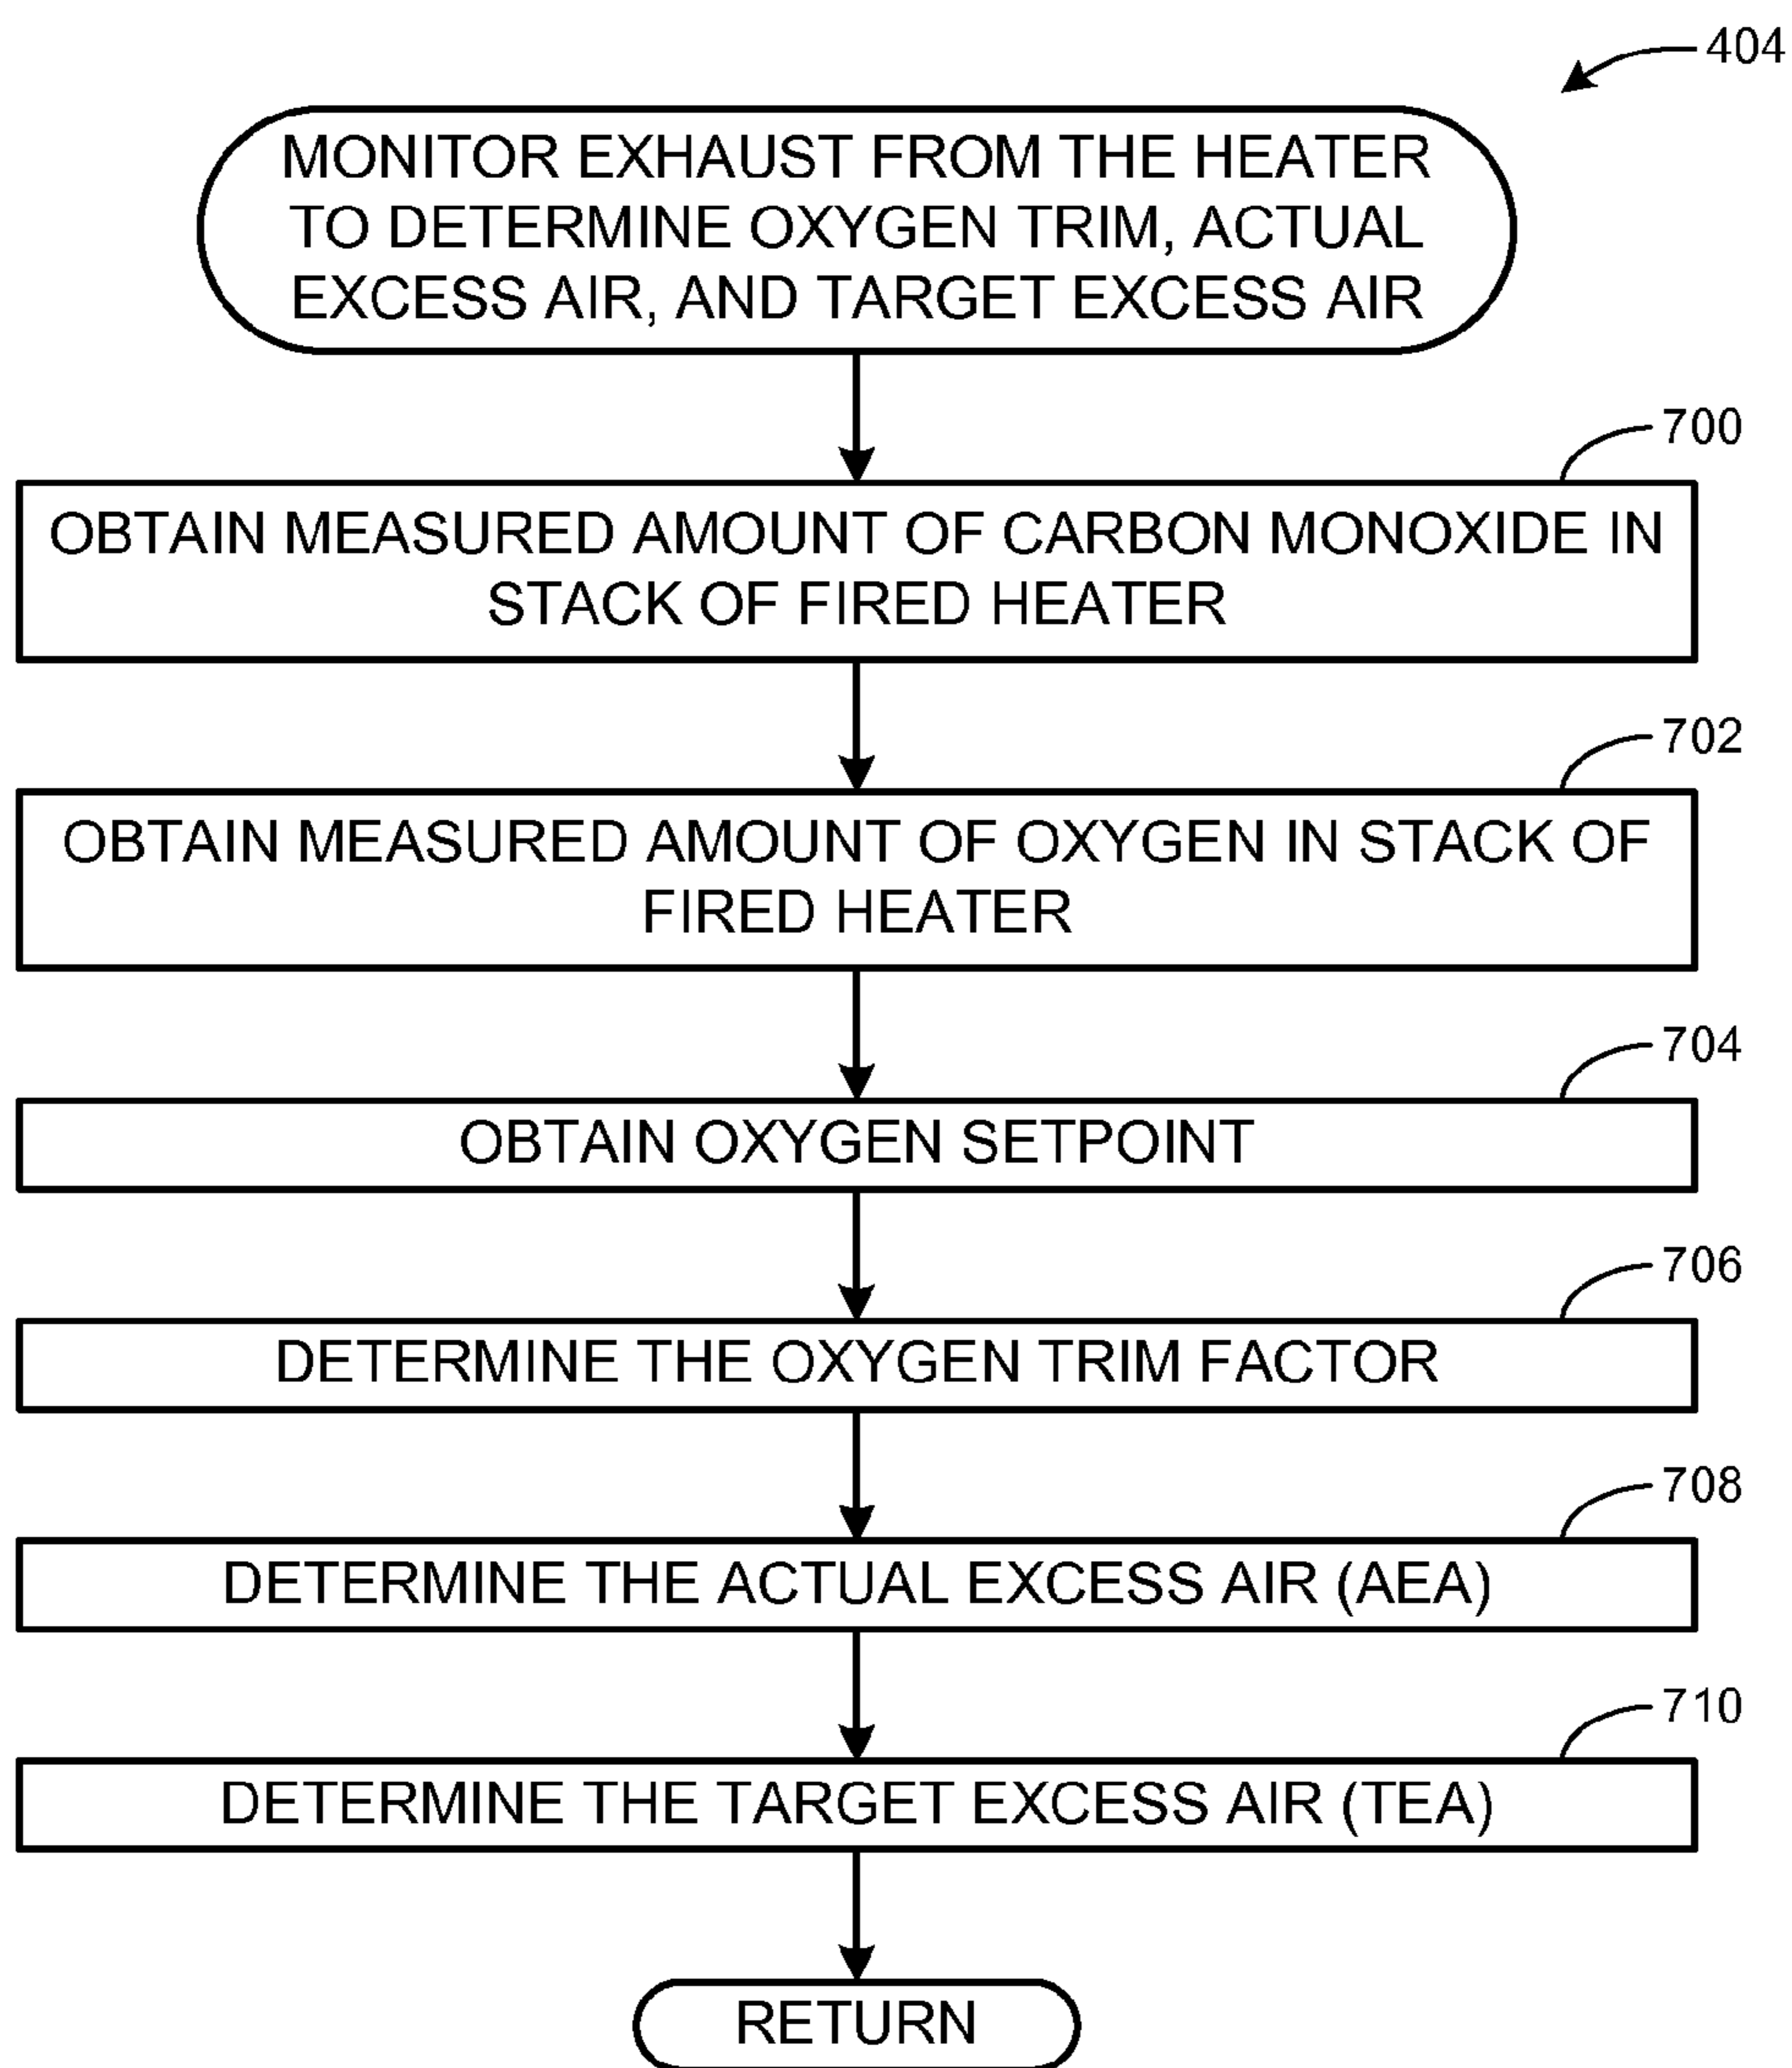 404
MONITOR EXHAUST FROM THE HEATER
TO DETERMINE OXYGEN TRIM, ACTUAL
EXCESS AIR, AND TARGET EXCESS AIR
700
OBTAIN MEASURED AMOUNT OF CARBON MONOXIDE IN
STACK OF FIRED HEATER
702
OBTAIN MEASURED AMOUNT OF OXYGEN IN STACK OF
FIRED HEATER
704
OBTAIN OXYGEN SETPOINT
706
DETERMINE THE OXYGEN TRIM FACTOR
708
DETERMINE THE ACTUAL EXCESS AIR (AEA)
710
DETERMINE THE TARGET EXCESS AIR (TEA)
RETURN